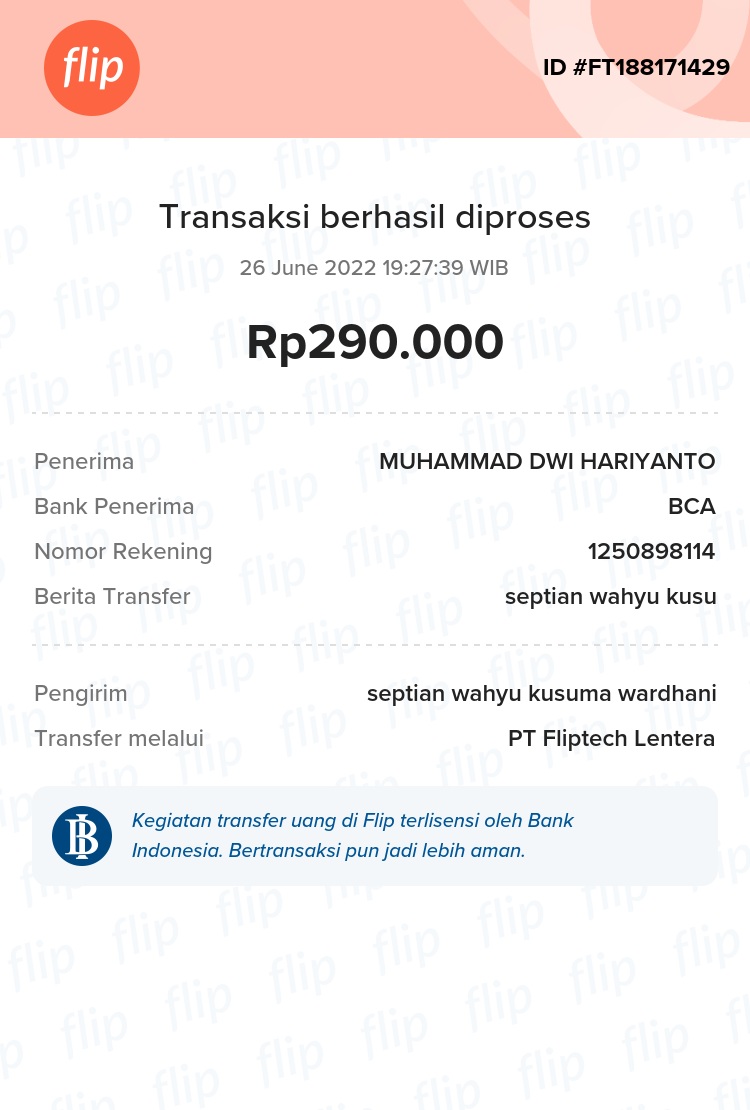 flip
ID #FT188171429
Transaksi berhasil diproses
26 June 2022 19:27:39 WIB
Rp290.000
Penerima MUHAMMAD DWI HARIYANTO
Bank Penerima BCA
Nomor Rekening 1250898114
Berita Transfer septian wahyu kusu
Pengirim septian wahyu kusuma wardhani
Transfer melalui PT Fliptech Lentera
Kegiatan transfer uang di Flip terlisensi oleh Bank
Indonesia. Bertransaksi pun jadi lebih aman.